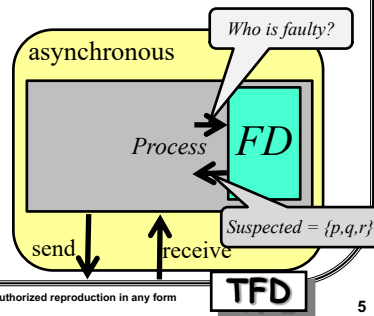 Who is faulty?
asynchronous
Process
FD
Suspected = {p,q,r}
send
receive
TFD
uthorized reproduction in any form
5